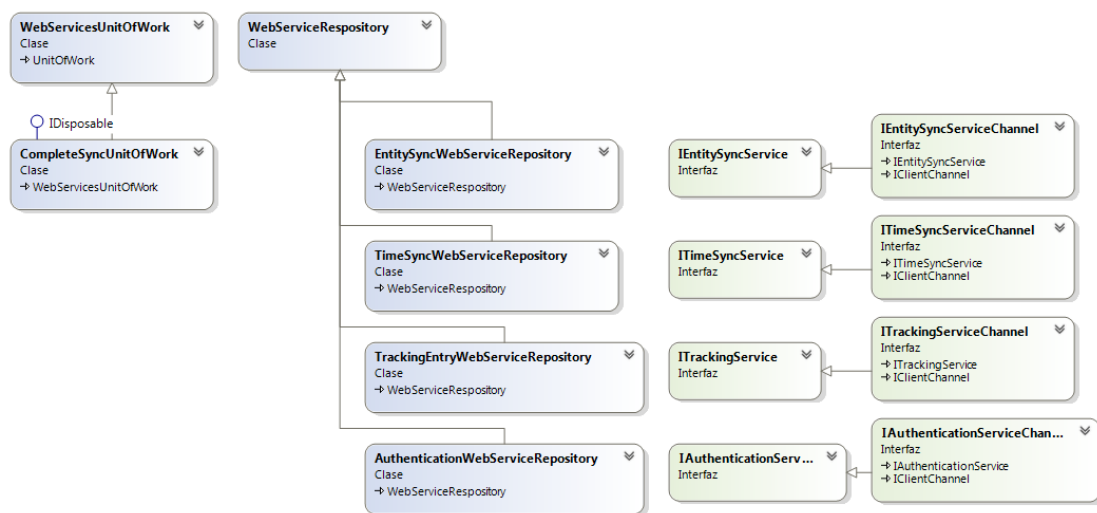 WebServicesUnitOfWork
Clase
UnitOfWork
WebServiceRespository
Clase
IDisposable
CompleteSyncUnitOfWork
Clase
WebServicesUnitOfWork
EntitySyncWebServiceRepository
Clase
WebServiceRespository
IEntitySyncService
Interfaz
IEntitySyncServiceChannel
Interfaz
IEntitySyncService
IClientChannel
TimeSyncWebServiceRepository
Clase
WebServiceRespository
ITimeSyncService
Interfaz
ITimeSyncServiceChannel
Interfaz
ITimeSyncService
IClientChannel
TrackingEntryWebServiceRepository
Clase
WebServiceRespository
ITrackingService
Interfaz
ITrackingServiceChannel
Interfaz
ITrackingService
IClientChannel
AuthenticationWebServiceRepository
Clase
WebServiceRespository
IAuthenticationServ...
Interfaz
IAuthenticationServiceChan...
Interfaz
IAuthenticationService
IClientChannel